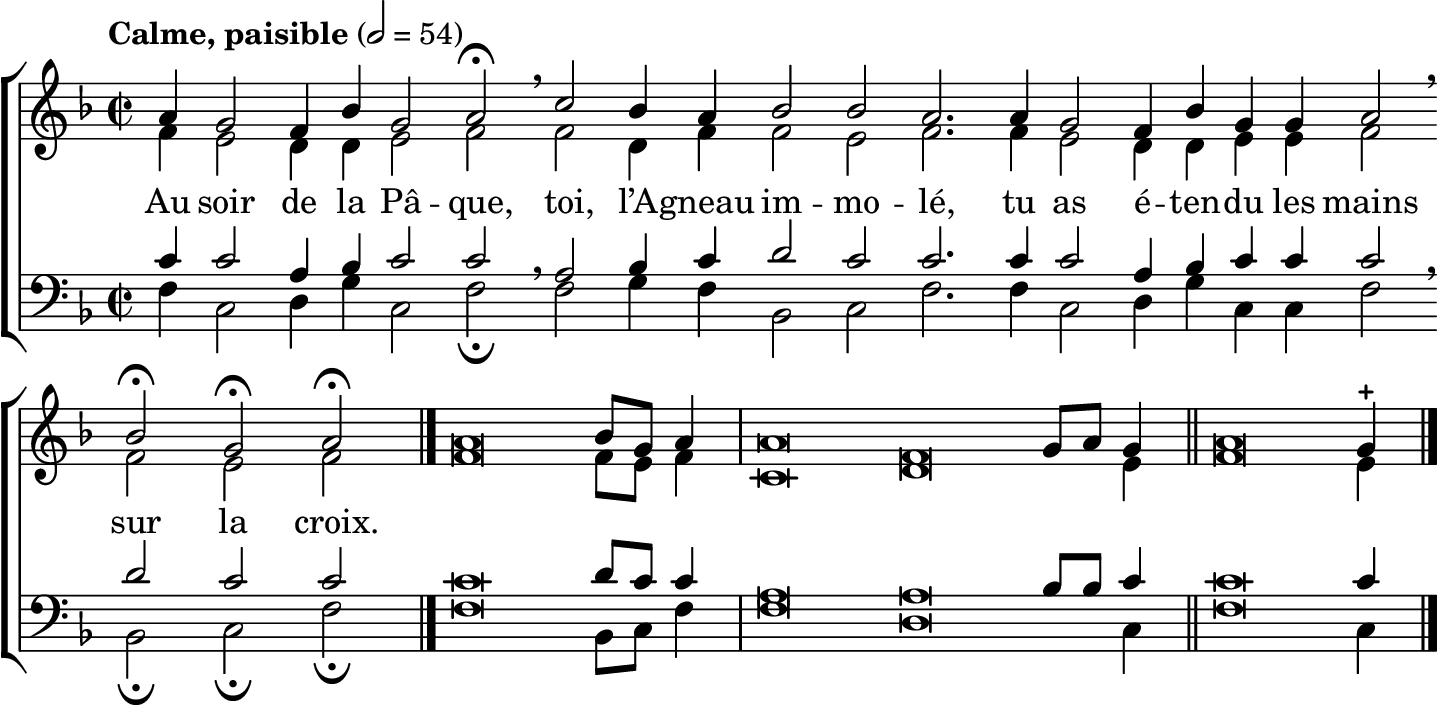 Calme, paisible (𝅗𝅥 = 54)
Au soir de la Pâ - que, toi, l’Agneau im - mo - lé, tu as é - ten - du les mains
sur la croix.